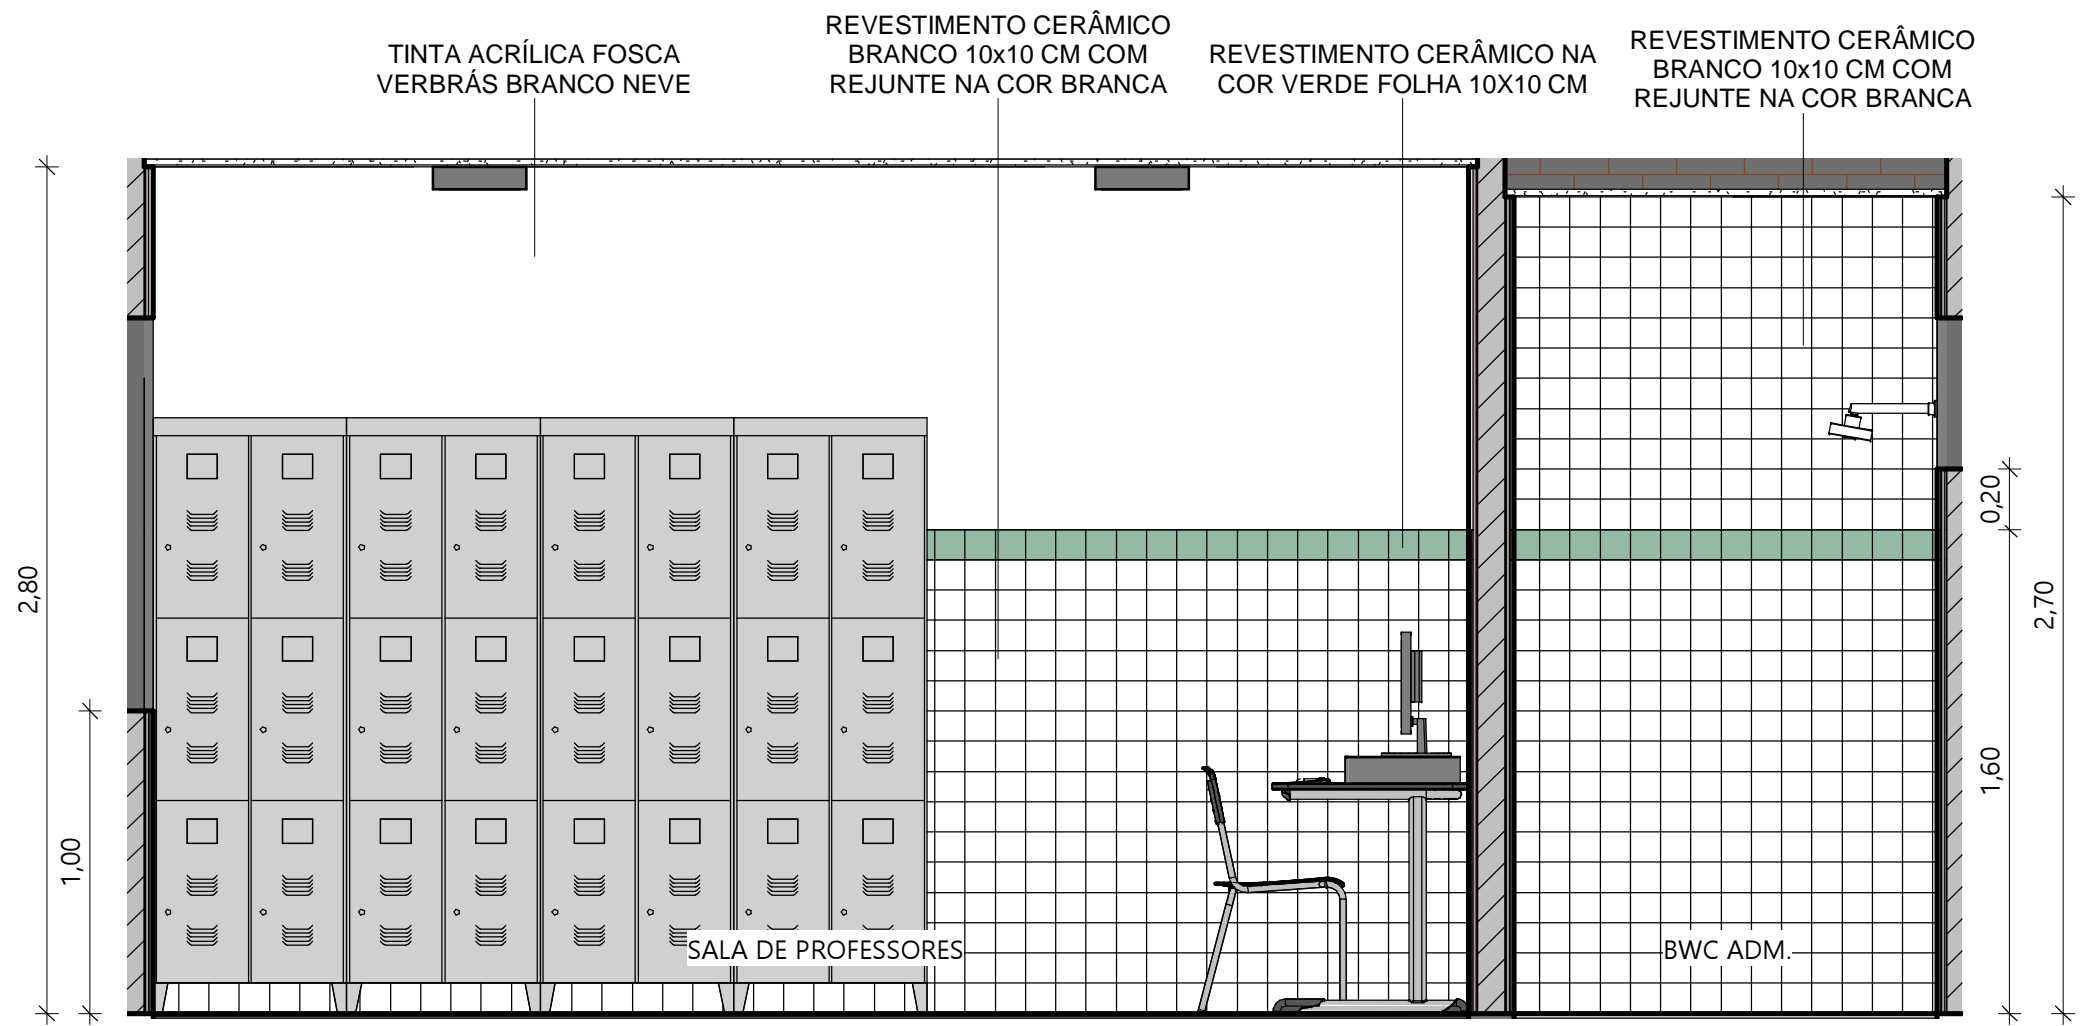 TINTA ACRÍLICA FOSCA
VERBRÁS BRANCO NEVE
REVESTIMENTO CERÂMICO
BRANCO 10x10 CM COM
REJUNTE NA COR BRANCA
REVESTIMENTO CERÂMICO NA
COR VERDE FOLHA 10X10 CM
REVESTIMENTO CERÂMICO
BRANCO 10x10 CM COM
REJUNTE NA COR BRANCA
2,80
1,00
0,20
1,60
2,70
SALA DE PROFESSORES
BWC ADM.